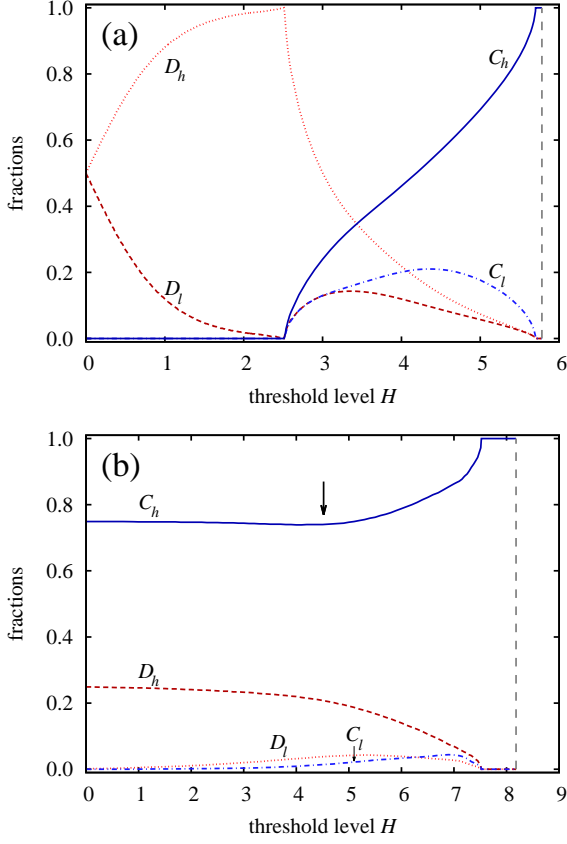 (a)
1.0
0.8
0.6
0.4
0.2
0.0
fractions
D_h
D_l
C_h
C_l
0 1 2 3 4 5 6
threshold level H
(b)
1.0
0.8
0.6
0.4
0.2
0.0
fractions
C_h
D_h
D_l
C_l
0 1 2 3 4 5 6 7 8 9
threshold level H